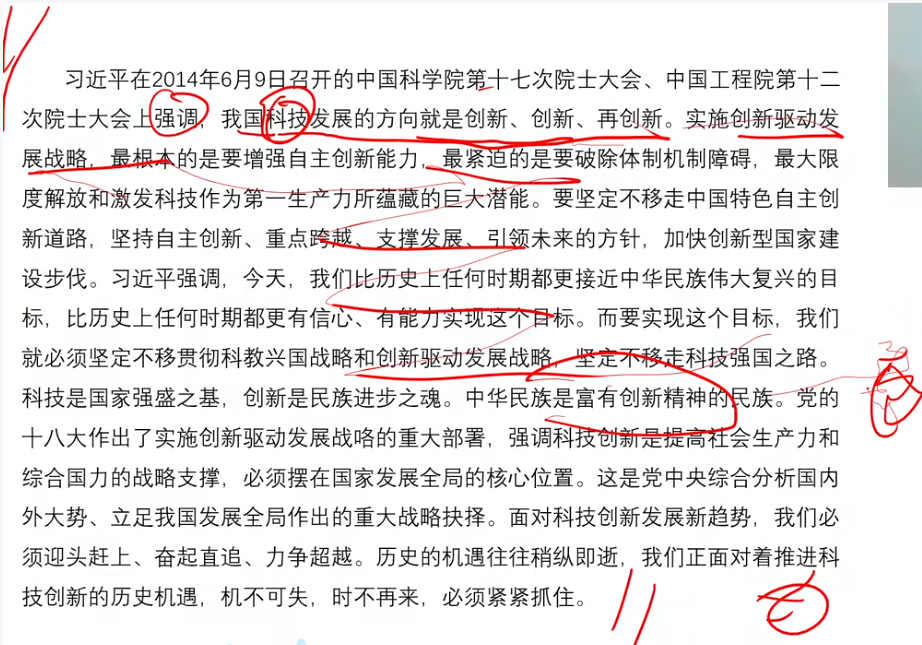 习近平在2014年6月9日召开的中国科学院第十七次院士大会、中国工程院第十二
次院士大会上强调，我国科技发展的方向就是创新、创新、再创新。实施创新驱动发
展战略，最根本的是要增强自主创新能力，最紧迫的是要破除体制机制障碍，最大限
度解放和激发科技作为第一生产力所蕴藏的巨大潜能。要坚定不移走中国特色自主创
新道路，坚持自主创新、重点跨越、支撑发展、引领未来的方针，加快创新型国家建
设步伐。习近平强调，今天，我们比历史上任何时期都更接近中华民族伟大复兴的目
标，比历史上任何时期都更有信心、有能力实现这个目标。而要实现这个目标，我们
就必须坚定不移贯彻科教兴国战略和创新驱动发展战略，坚定不移走科技强国之路。
科技是国家强盛之基，创新是民族进步之魂。中华民族是富有创新精神的民族。党的
十八大作出了实施创新驱动发展战咯的重大部署，强调科技创新是提高社会生产力和
综合国力的战略支撑，必须摆在国家发展全局的核心位置。这是党中央综合分析国内
外大势、立足我国发展全局作出的重大战略抉择。面对科技创新发展新趋势，我们必
须迎头赶上、奋起直追、力争超越。历史的机遇往往稍纵即逝，我们正面对着推进科
技创新的历史机遇，机不可失，时不再来，必须紧紧抓住。